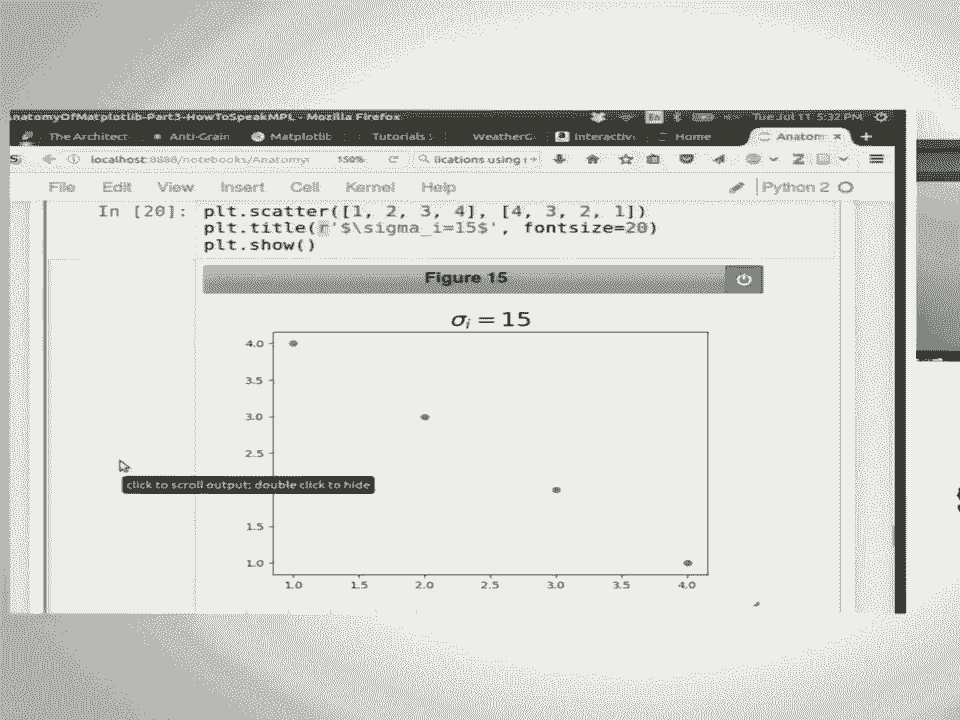 natomyOfMatplotlib-Part3-HowToSpeakMPL - Mozilla Firefox En Tue Jul 11 5:32 PM
The Architect Anti-Grain Matplotlib Tutorials WeatherG Interactiv Home Anatom ×
localhost:8888/notebooks/Anatomy 150% lications using
File Edit View Insert Cell Kernel Help Python 2
In [20]: plt.scatter([1, 2, 3, 4], [4, 3, 2, 1])
plt.title(r'$\sigma_i=15$', fontsize=20)
plt.show()
Figure 15
σᵢ = 15
4.0
3.5
3.0
2.5
click to scroll output; double click to hide
1.5
1.0
1.0 1.5 2.0 2.5 3.0 3.5 4.0